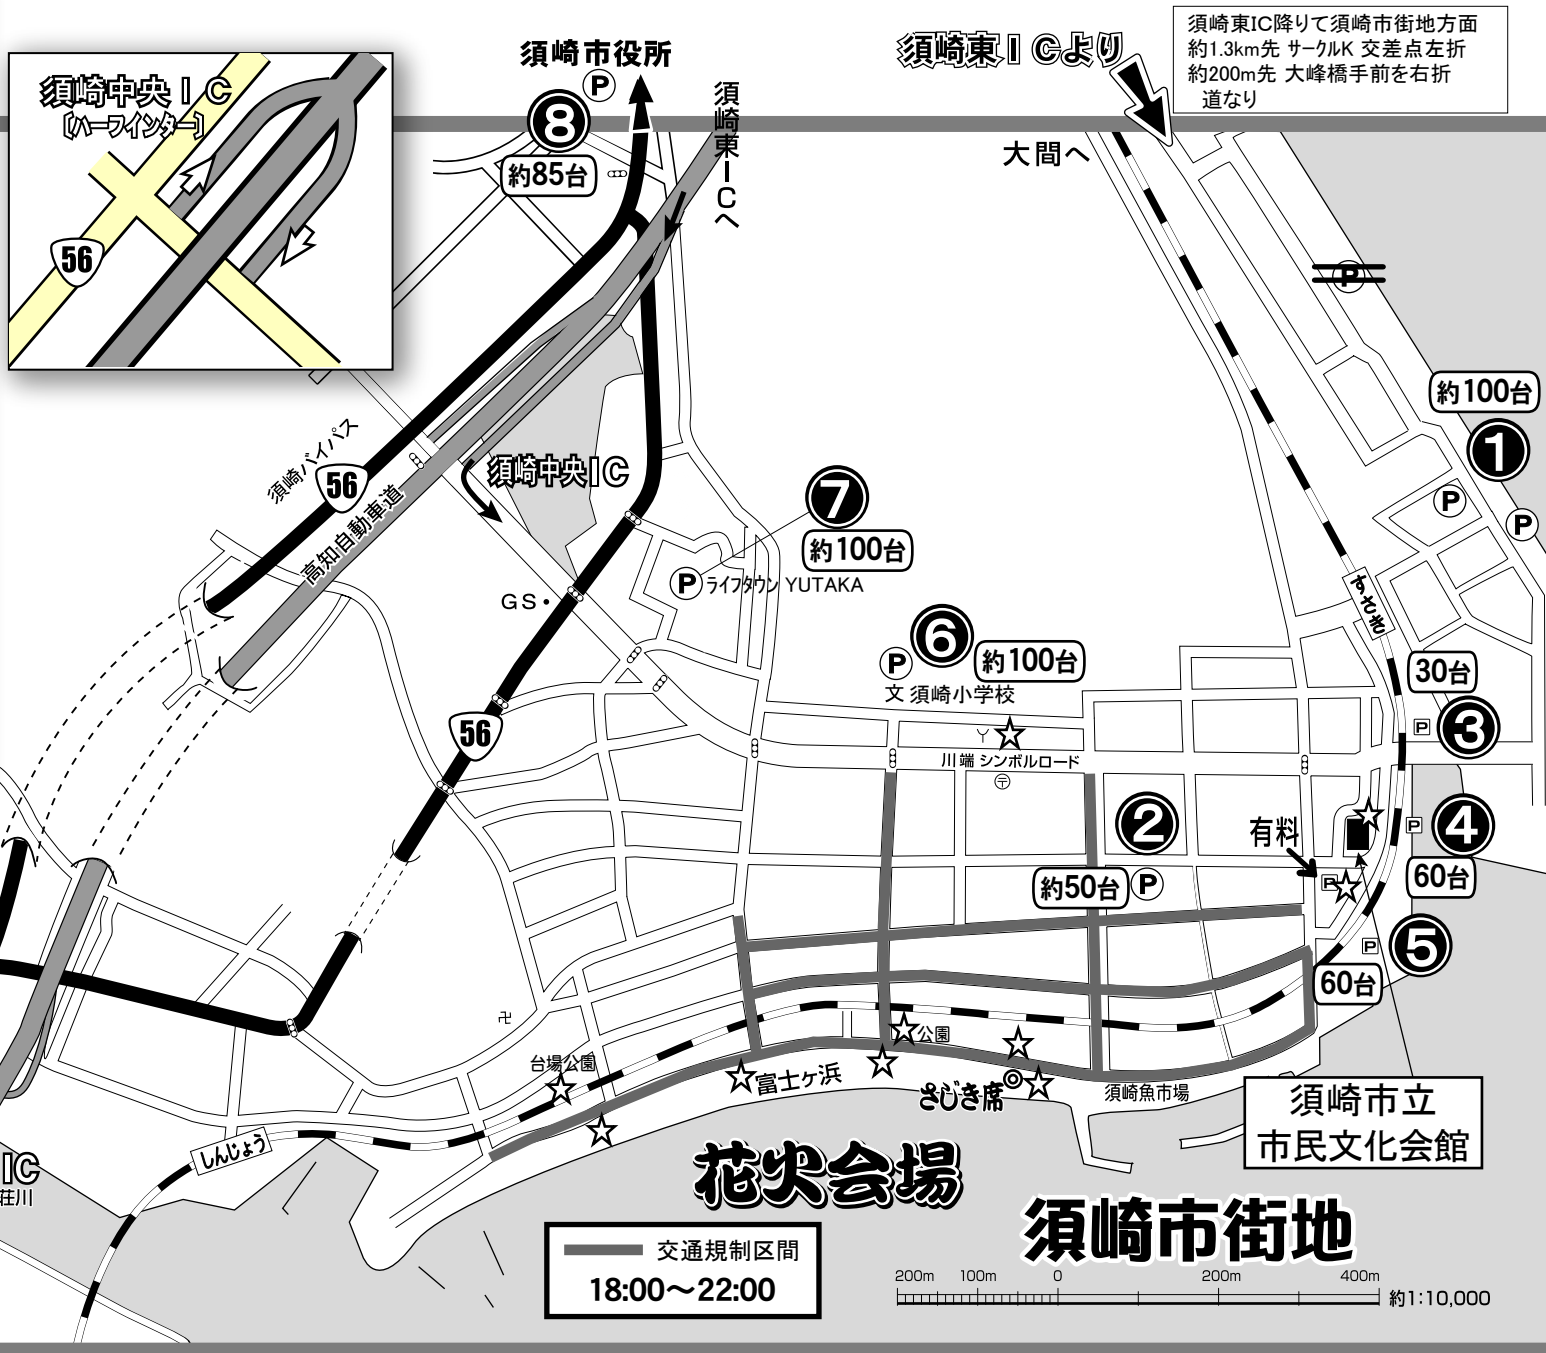 須崎東IC降りて須崎市街地方面
約1.3km先 サークルK 交差点左折
約200m先 大峰橋手前を右折
道なり
須崎市役所
須崎東ICより
P
須崎中央IC
〔ハーフインター〕
56
8
約85台
須崎東ICへ
大間へ
P
約100台
1
P
P
須崎バイパス
56
高知自動車道
須崎中央IC
7
約100台
P ライフタウン YUTAKA
GS
6
P
約100台
文 須崎小学校
すさき
30台
P
3
56
川端 シンボルロード
〒
2
有料
P
4
約50台
P
P
60台
P
5
60台
卍
台場公園
公園
富士ヶ浜
さじき席
須崎魚市場
須崎市立
市民文化会館
しんじょう
IC
荘川
花火会場
須崎市街地
交通規制区間
18:00～22:00
200m 100m 0 200m 400m
約1:10,000